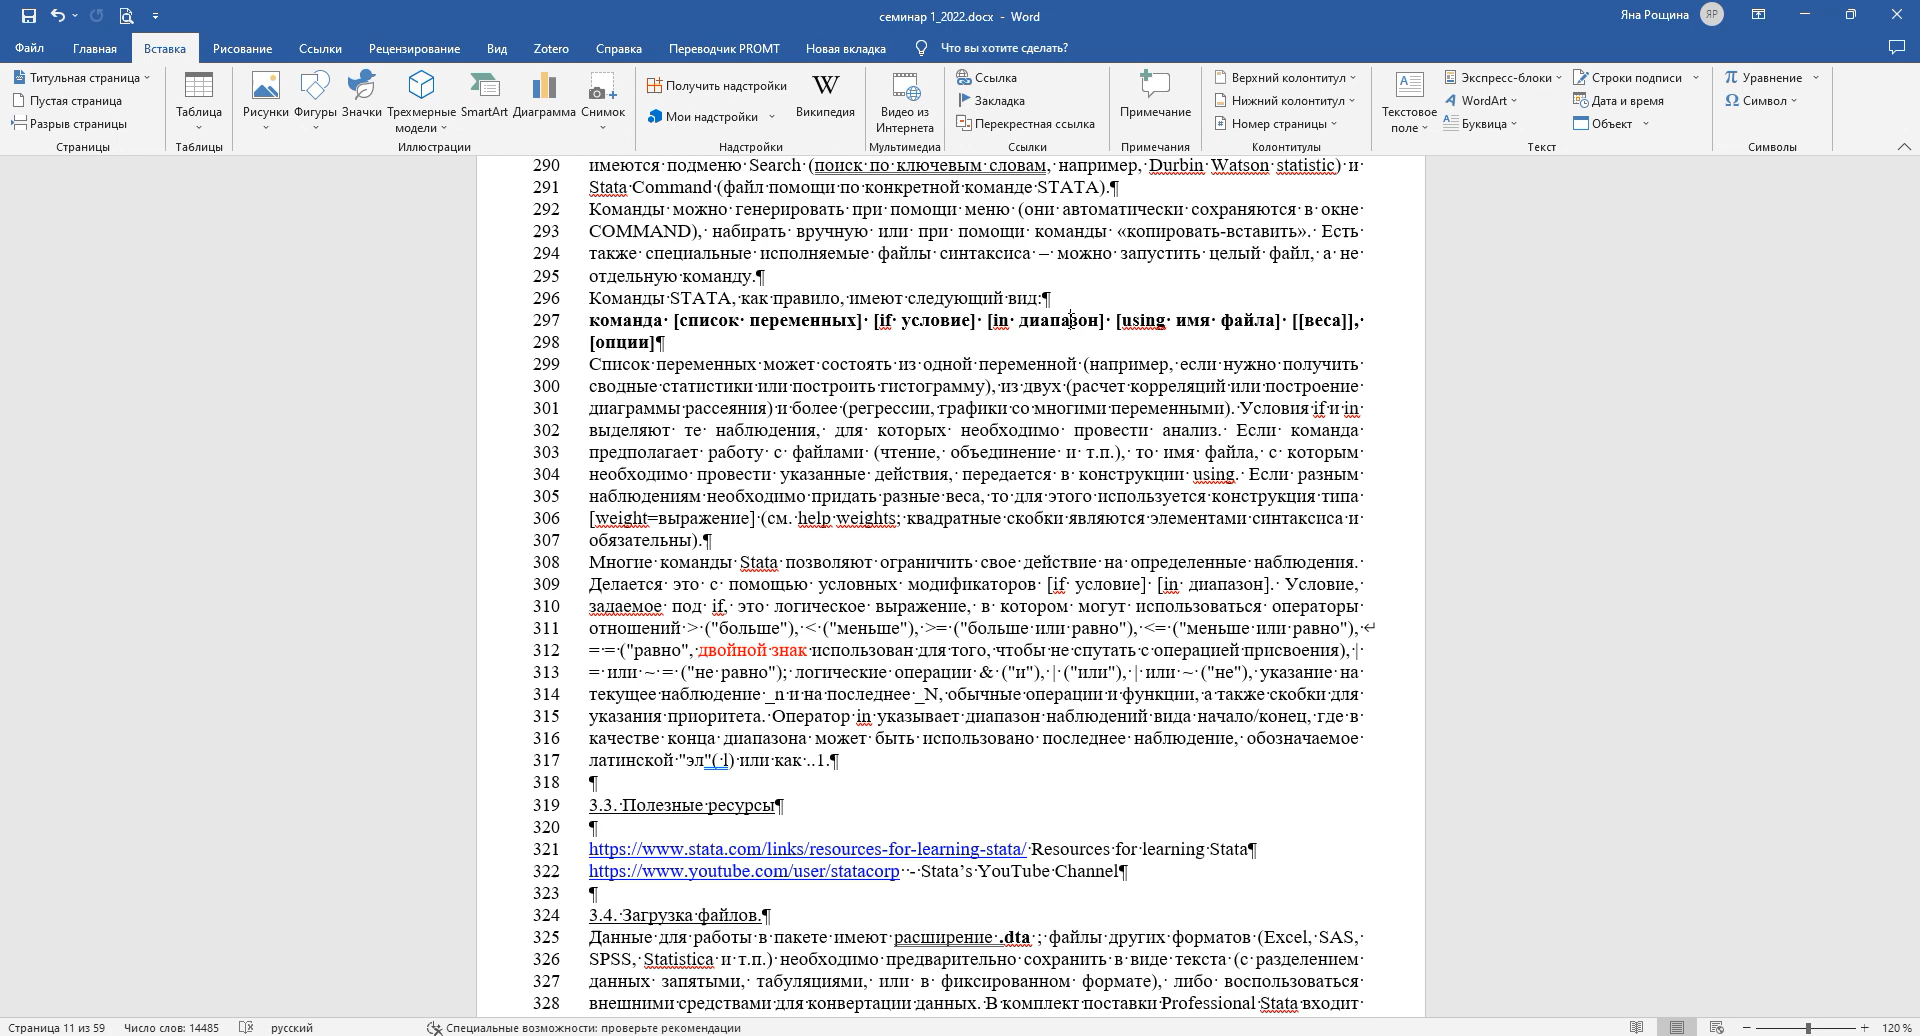 семинар 1_2022.docx - Word
Яна Рощина ЯР
Файл Главная Вставка Рисование Ссылки Рецензирование Вид Zotero Справка Переводчик PROMT Новая вкладка Что вы хотите сделать?
Титульная страница
Пустая страница
Разрыв страницы
Страницы
Таблица
Таблицы
Рисунки Фигуры Значки Трехмерные модели SmartArt Диаграмма Снимок
Иллюстрации
Получить надстройки
Мои надстройки
Википедия
Надстройки
Видео из Интернета
Мультимедиа
Ссылка
Закладка
Перекрестная ссылка
Ссылки
Примечание
Примечания
Верхний колонтитул
Нижний колонтитул
Номер страницы
Колонтитулы
Текстовое поле
Экспресс-блоки
WordArt
Буквица
Строки подписи
Дата и время
Объект
Текст
Уравнение
Символ
Символы
290 имеются подменю Search (поиск по ключевым словам, например, Durbin Watson statistic) и
291 Stata Command (файл помощи по конкретной команде STATA).¶
292 Команды можно генерировать при помощи меню (они автоматически сохраняются в окне
293 COMMAND), набирать вручную или при помощи команды «копировать-вставить». Есть
294 также специальные исполняемые файлы синтаксиса – можно запустить целый файл, а не
295 отдельную команду.¶
296 Команды STATA, как правило, имеют следующий вид:¶
297 команда [список переменных] [if условие] [in диапазон] [using имя файла] [[веса]],
298 [опции]¶
299 Список переменных может состоять из одной переменной (например, если нужно получить
300 сводные статистики или построить гистограмму), из двух (расчет корреляций или построение
301 диаграммы рассеяния) и более (регрессии, графики со многими переменными). Условия if и in
302 выделяют те наблюдения, для которых необходимо провести анализ. Если команда
303 предполагает работу с файлами (чтение, объединение и т.п.), то имя файла, с которым
304 необходимо провести указанные действия, передается в конструкции using. Если разным
305 наблюдениям необходимо придать разные веса, то для этого используется конструкция типа
306 [weight=выражение] (см. help weights; квадратные скобки являются элементами синтаксиса и
307 обязательны).¶
308 Многие команды Stata позволяют ограничить свое действие на определенные наблюдения.
309 Делается это с помощью условных модификаторов [if условие] [in диапазон]. Условие,
310 задаемое под if, это логическое выражение, в котором могут использоваться операторы
311 отношений > ("больше"), < ("меньше"), >= ("больше или равно"), <= ("меньше или равно"), ↵
312 = = ("равно", двойной знак использован для того, чтобы не спутать с операцией присвоения), |
313 = или ~ = ("не равно"); логические операции & ("и"), | ("или"), | или ~ ("не"), указание на
314 текущее наблюдение _n и на последнее _N, обычные операции и функции, а также скобки для
315 указания приоритета. Оператор in указывает диапазон наблюдений вида начало/конец, где в
316 качестве конца диапазона может быть использовано последнее наблюдение, обозначаемое
317 латинской "эл"( l) или как ..1.¶
318 ¶
319 3.3. Полезные ресурсы¶
320 ¶
321 https://www.stata.com/links/resources-for-learning-stata/ Resources for learning Stata¶
322 https://www.youtube.com/user/statacorp - Stata’s YouTube Channel¶
323 ¶
324 3.4. Загрузка файлов.¶
325 Данные для работы в пакете имеют расширение .dta ; файлы других форматов (Excel, SAS,
326 SPSS, Statistica и т.п.) необходимо предварительно сохранить в виде текста (с разделением
327 данных запятыми, табуляциями, или в фиксированном формате), либо воспользоваться
328 внешними средствами для конвертации данных. В комплект поставки Professional Stata входит
Страница 11 из 59 Число слов: 14485 русский Специальные возможности: проверьте рекомендации 120 %